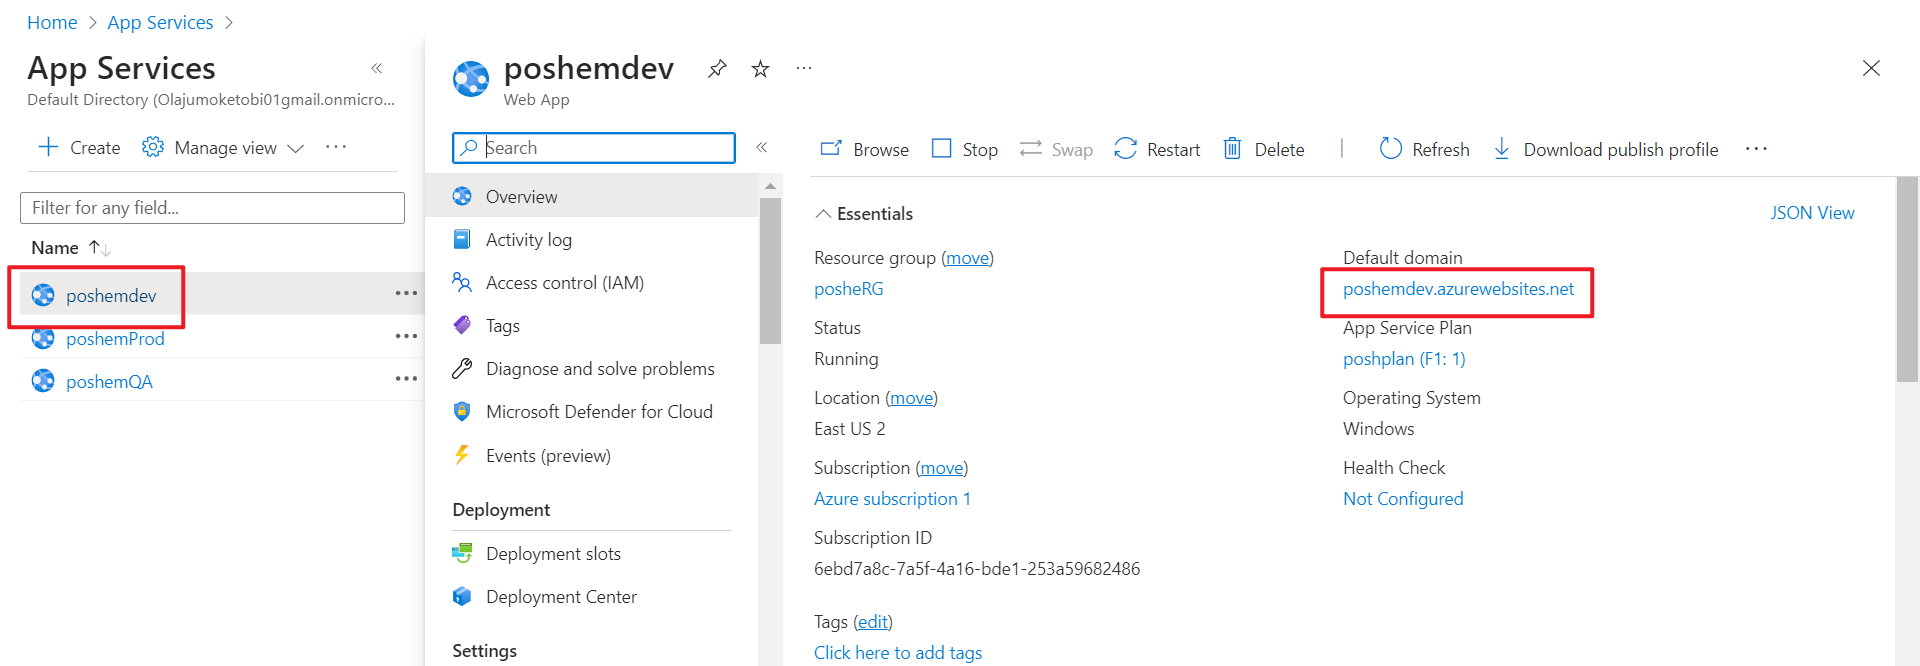 Home > App Services >
App Services «
Default Directory (Olajumoketobi01gmail.onmicro...
+ Create Manage view ...
Filter for any field...
Name ↑↓
poshemdev ...
poshemProd ...
poshemQA ...
poshemdev ...
Web App
Search «
Overview
Activity log
Access control (IAM)
Tags
Diagnose and solve problems
Microsoft Defender for Cloud
Events (preview)
Deployment
Deployment slots
Deployment Center
Settings
Browse Stop Swap Restart Delete | Refresh Download publish profile ...
Essentials JSON View
Resource group (move)
posheRG
Status
Running
Location (move)
East US 2
Subscription (move)
Azure subscription 1
Subscription ID
6ebd7a8c-7a5f-4a16-bde1-253a59682486
Tags (edit)
Click here to add tags
Default domain
poshemdev.azurewebsites.net
App Service Plan
poshplan (F1: 1)
Operating System
Windows
Health Check
Not Configured